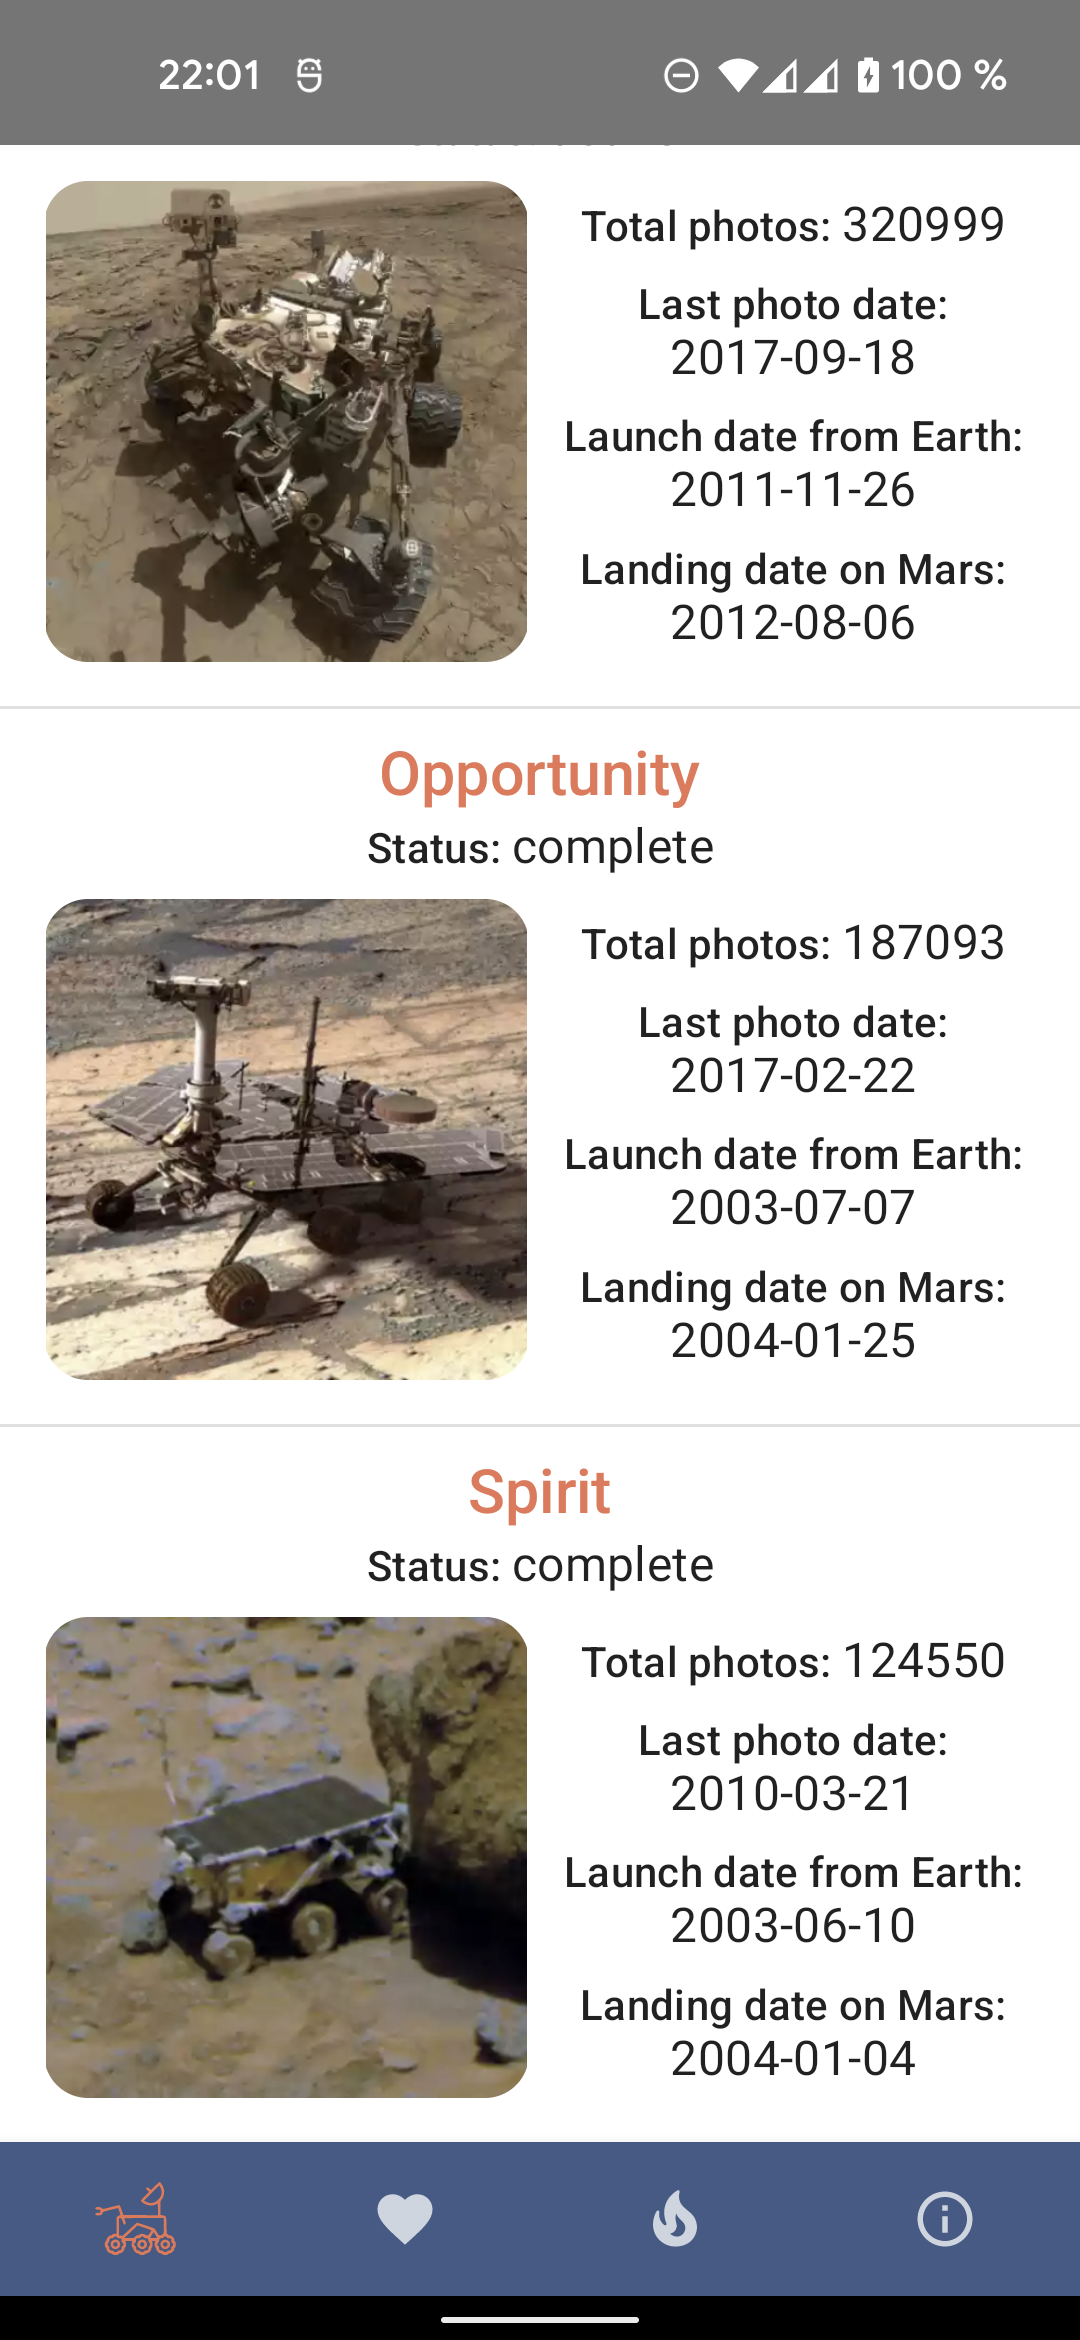 22:01
100 %
Total photos: 320999
Last photo date:
2017-09-18
Launch date from Earth:
2011-11-26
Landing date on Mars:
2012-08-06
Opportunity
Status: complete
Total photos: 187093
Last photo date:
2017-02-22
Launch date from Earth:
2003-07-07
Landing date on Mars:
2004-01-25
Spirit
Status: complete
Total photos: 124550
Last photo date:
2010-03-21
Launch date from Earth:
2003-06-10
Landing date on Mars:
2004-01-04